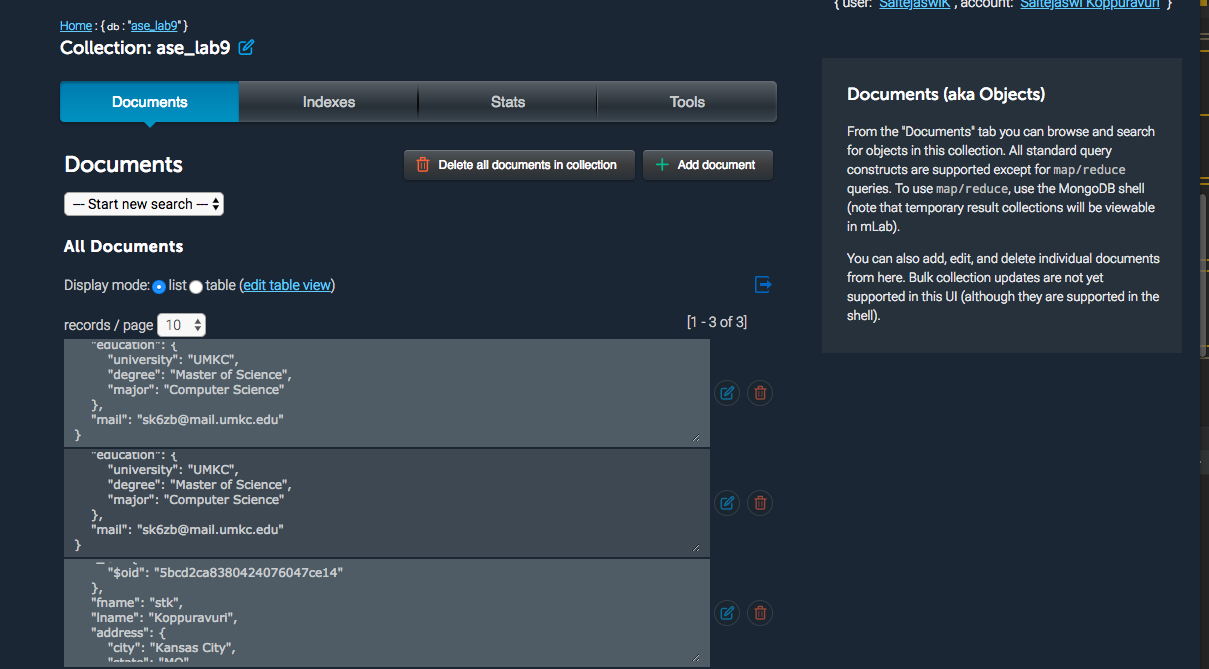 { user: SaitejaswiK , account: Saitejaswi Koppuravuri }
Home : { db : "ase_lab9" }
Collection: ase_lab9
Documents
Indexes
Stats
Tools
Documents
Delete all documents in collection
Add document
-- Start new search --
All Documents
Display mode: list table (edit table view)
records / page 10
[1 - 3 of 3]
"education": {
"university": "UMKC",
"degree": "Master of Science",
"major": "Computer Science"
},
"mail": "sk6zb@mail.umkc.edu"
}
"education": {
"university": "UMKC",
"degree": "Master of Science",
"major": "Computer Science"
},
"mail": "sk6zb@mail.umkc.edu"
}
"$oid": "5bcd2ca8380424076047ce14"
},
"fname": "stk",
"lname": "Koppuravuri",
"address": {
"city": "Kansas City",
"state": "MO"
Documents (aka Objects)
From the "Documents" tab you can browse and search
for objects in this collection. All standard query
constructs are supported except for map/reduce
queries. To use map/reduce, use the MongoDB shell
(note that temporary result collections will be viewable
in mLab).
You can also add, edit, and delete individual documents
from here. Bulk collection updates are not yet
supported in this UI (although they are supported in the
shell).